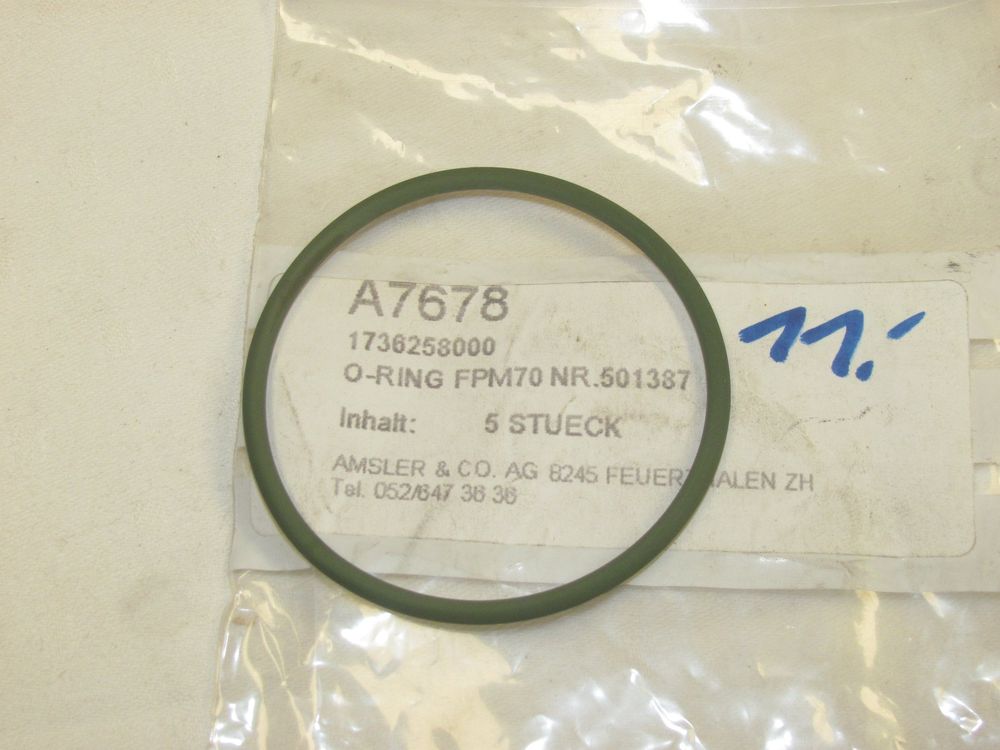 A7678
11.-
1736258000
O-RING FPM70 NR.501387
Inhalt: 5 STUECK
AMSLER & CO. AG 8245 ZH
Tel. 052/647 36 36